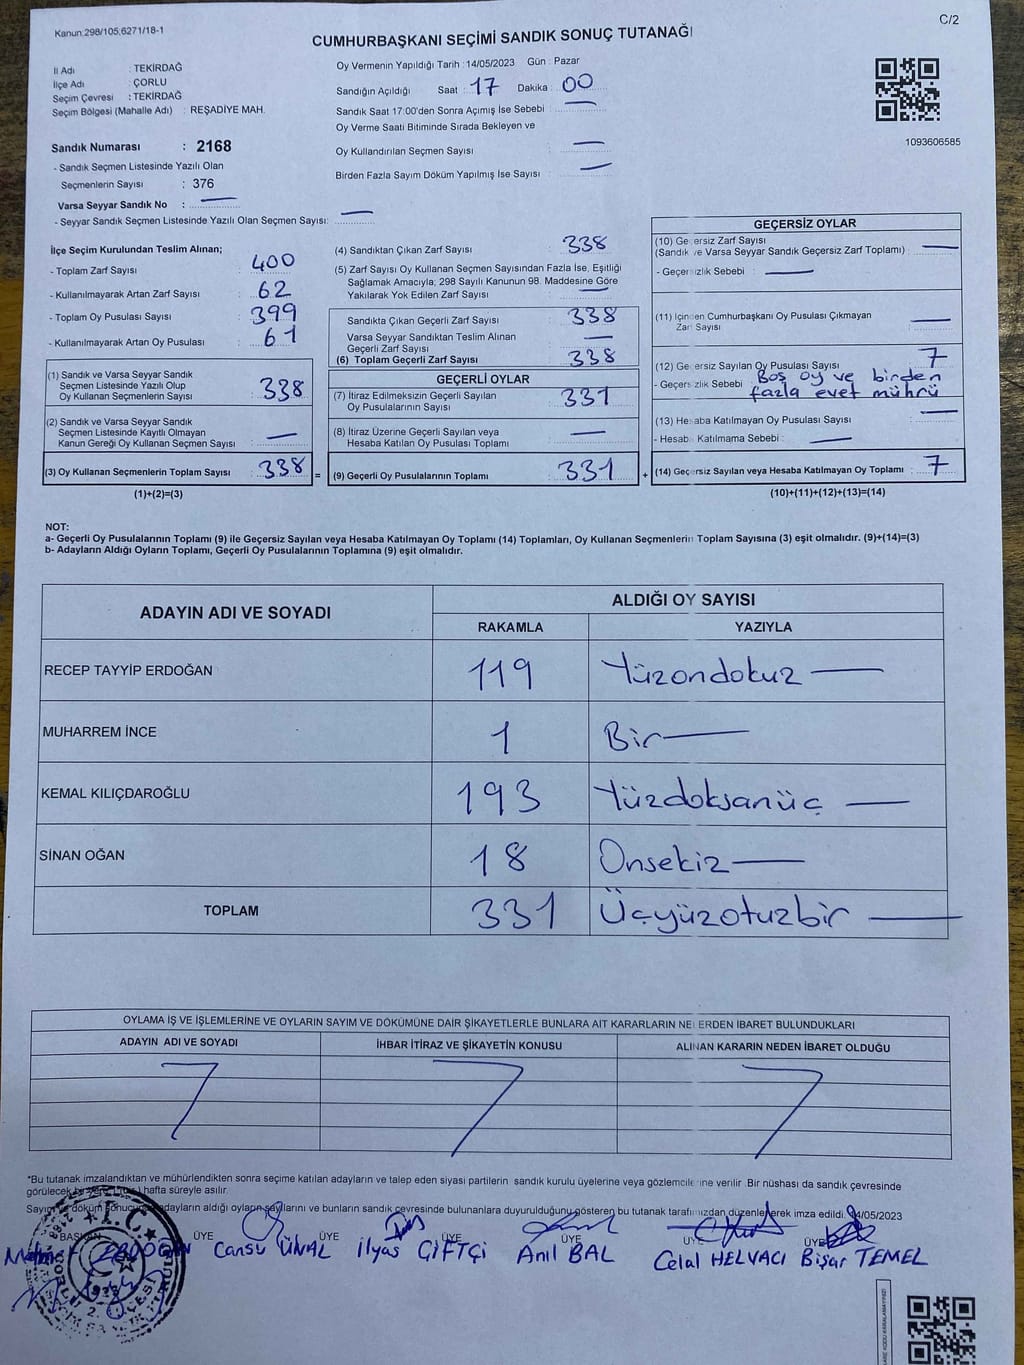 Kanun:298/105,6271/18-1
C/2
CUMHURBAŞKANI SEÇİMİ SANDIK SONUÇ TUTANAĞI
İl Adı : TEKİRDAĞ
İlçe Adı : ÇORLU
Seçim Çevresi : TEKİRDAĞ
Seçim Bölgesi (Mahalle Adı) : REŞADİYE MAH.
Oy Vermenin Yapıldığı Tarih :14/05/2023 Gün : Pazar
Sandığın Açıldığı Saat : 17 Dakika : 00
Sandık Saat 17:00'den Sonra Açımış İse Sebebi : —
Oy Verme Saati Bitiminde Sırada Bekleyen ve
Oy Kullandırılan Seçmen Sayısı : —
Birden Fazla Sayım Döküm Yapılmış İse Sayısı : —
1093606585
Sandık Numarası : 2168
- Sandık Seçmen Listesinde Yazılı Olan
Seçmenlerin Sayısı : 376
Varsa Seyyar Sandık No : —
- Seyyar Sandık Seçmen Listesinde Yazılı Olan Seçmen Sayısı: —
İlçe Seçim Kurulundan Teslim Alınan;
- Toplam Zarf Sayısı : 400
- Kullanılmayarak Artan Zarf Sayısı : 62
- Toplam Oy Pusulası Sayısı : 399
- Kullanılmayarak Artan Oy Pusulası : 61
(1) Sandık ve Varsa Seyyar Sandık
Seçmen Listesinde Yazılı Olup
Oy Kullanan Seçmenlerin Sayısı : 338
(2) Sandık ve Varsa Seyyar Sandık
Seçmen Listesinde Kayıtlı Olmayan
Kanun Gereği Oy Kullanan Seçmen Sayısı : —
(3) Oy Kullanan Seçmenlerin Toplam Sayısı : 338 =
(1)+(2)=(3)
(4) Sandıktan Çıkan Zarf Sayısı : 338
(5) Zarf Sayısı Oy Kullanan Seçmen Sayısından Fazla İse, Eşitliği
Sağlamak Amacıyla; 298 Sayılı Kanunun 98. Maddesine Göre
Yakılarak Yok Edilen Zarf Sayısı : —
Sandıkta Çıkan Geçerli Zarf Sayısı : 338
Varsa Seyyar Sandıktan Teslim Alınan
Geçerli Zarf Sayısı : —
(6) Toplam Geçerli Zarf Sayısı : 338
GEÇERLİ OYLAR
(7) İtiraz Edilmeksizin Geçerli Sayılan
Oy Pusulalarının Sayısı : 331
(8) İtiraz Üzerine Geçerli Sayılan veya
Hesaba Katılan Oy Pusulası Toplamı : —
(9) Geçerli Oy Pusulalarının Toplamı : 331 +
GEÇERSİZ OYLAR
(10) Geçersiz Zarf Sayısı
(Sandık ve Varsa Seyyar Sandık Geçersiz Zarf Toplamı) : —
- Geçersizlik Sebebi : —
(11) İçinden Cumhurbaşkanı Oy Pusulası Çıkmayan
Zarf Sayısı : —
(12) Geçersiz Sayılan Oy Pusulası Sayısı : 7
- Geçersizlik Sebebi : Boş oy ve birden
fazla evet mührü
(13) Hesaba Katılmayan Oy Pusulası Sayısı : —
- Hesaba Katılmama Sebebi : —
(14) Geçersiz Sayılan veya Hesaba Katılmayan Oy Toplamı : 7
(10)+(11)+(12)+(13)=(14)
NOT:
a- Geçerli Oy Pusulalarının Toplamı (9) ile Geçersiz Sayılan veya Hesaba Katılmayan Oy Toplamı (14) Toplamları, Oy Kullanan Seçmenlerin Toplam Sayısına (3) eşit olmalıdır. (9)+(14)=(3)
b- Adayların Aldığı Oyların Toplamı, Geçerli Oy Pusulalarının Toplamına (9) eşit olmalıdır.
ADAYIN ADI VE SOYADI
ALDIĞI OY SAYISI
RAKAMLA YAZIYLA
RECEP TAYYİP ERDOĞAN 119 Yüzondokuz —
MUHARREM İNCE 1 Bir —
KEMAL KILIÇDAROĞLU 193 Yüzdoksanüç —
SİNAN OĞAN 18 Onsekiz —
TOPLAM 331 Üçyüzotuzbir —
OYLAMA İŞ VE İŞLEMLERİNE VE OYLARIN SAYIM VE DÖKÜMÜNE DAİR ŞİKAYETLERLE BUNLARA AİT KARARLARIN NELERDEN İBARET BULUNDUKLARI
ADAYIN ADI VE SOYADI İHBAR İTİRAZ VE ŞİKAYETİN KONUSU ALINAN KARARIN NEDEN İBARET OLDUĞU
*Bu tutanak imzalandıktan ve mühürlendikten sonra seçime katılan adayların ve talep eden siyasi partilerin sandık kurulu üyelerine veya gözlemcilerine verilir. Bir nüshası da sandık çevresinde
görülecek bir yere (bir) hafta süreyle asılır.
Sayım ve döküm sonucunda adayların aldığı oyların sayılarını ve bunların sandık çevresinde bulunanlara duyurulduğunu gösteren bu tutanak tarafımızdan düzenlenerek imza edildi. 14/05/2023
BAŞKAN ÜYE ÜYE ÜYE ÜYE ÜYE ÜYE
Cansu ÜNAL İlyas ÇİFTÇİ Anıl BAL Celal HELVACI Bişar TEMEL
T.C.